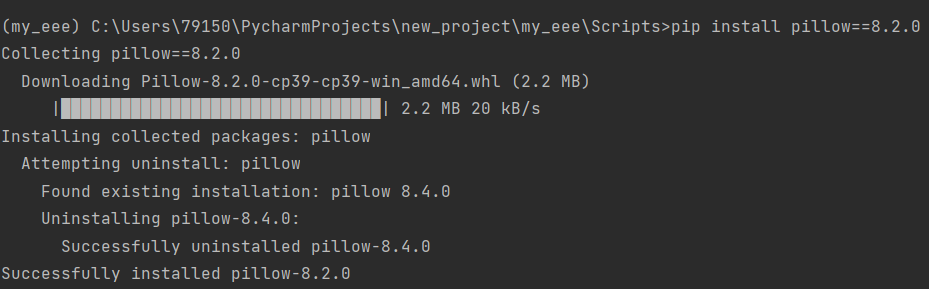 (my_eee) C:\Users\79150\PycharmProjects\new_project\my_eee\Scripts>pip install pillow==8.2.0
Collecting pillow==8.2.0
  Downloading Pillow-8.2.0-cp39-cp39-win_amd64.whl (2.2 MB)
     |████████████████████████████████| 2.2 MB 20 kB/s
Installing collected packages: pillow
  Attempting uninstall: pillow
    Found existing installation: pillow 8.4.0
    Uninstalling pillow-8.4.0:
      Successfully uninstalled pillow-8.4.0
Successfully installed pillow-8.2.0